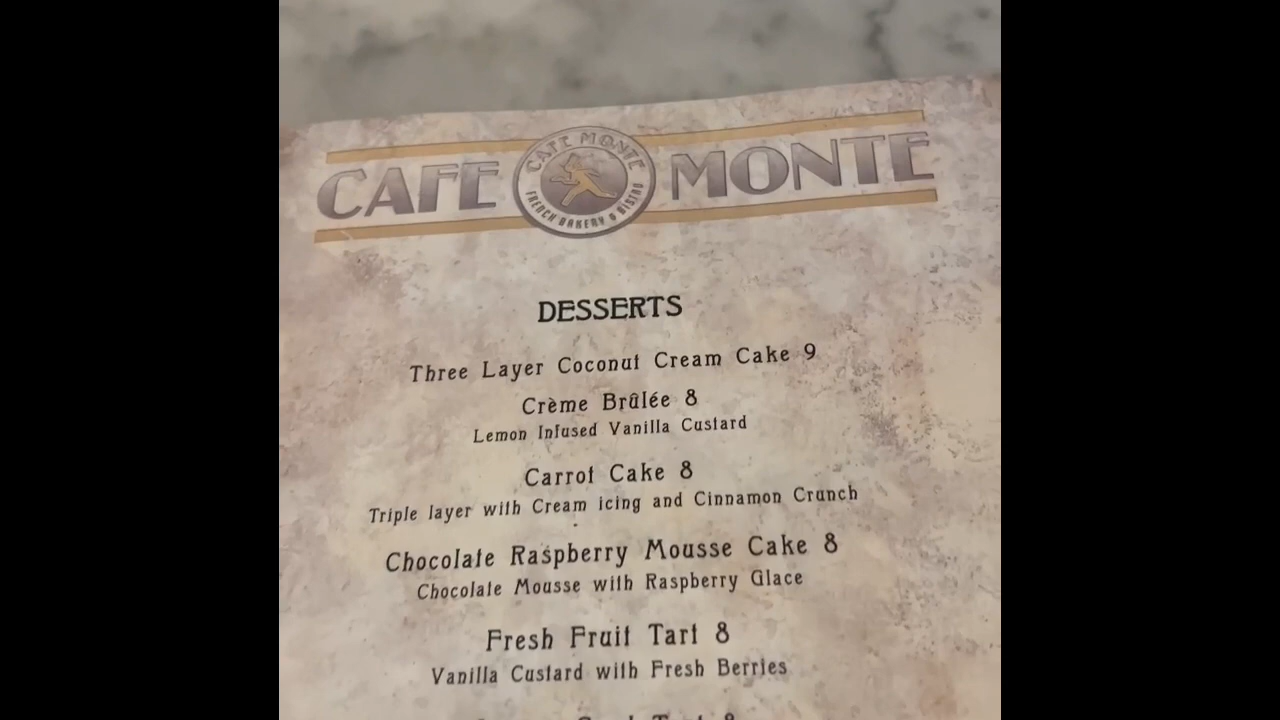 CAFE MONTE
CAFE MONTE
FRENCH BAKERY & BISTRO
DESSERTS
Three Layer Coconut Cream Cake 9
Crème Brûlée 8
Lemon Infused Vanilla Custard
Carrot Cake 8
Triple layer with Cream icing and Cinnamon Crunch
Chocolate Raspberry Mousse Cake 8
Chocolate Mousse with Raspberry Glace
Fresh Fruit Tart 8
Vanilla Custard with Fresh Berries